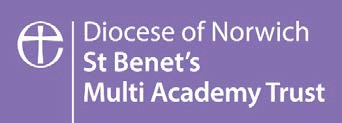 Diocese of Norwich
St Benet's
Multi Academy Trust